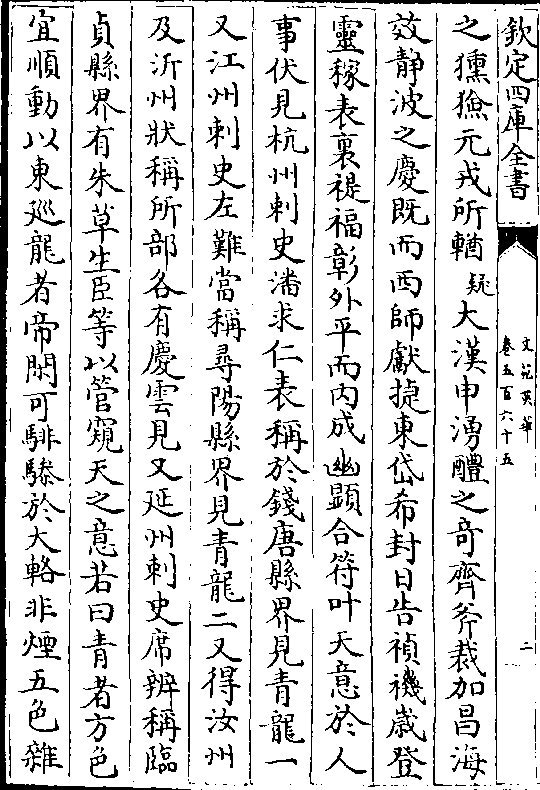 欽定四庫全書
文苑英華
卷五百六十五
二
之獯獫元戎所輶疑大漢申湧醴之奇齊斧裁加昌海
效静波之慶既而西師獻捷東岱希封日告禎禨歳登
靈稼表裏禔福彰外平而内成幽顯合符叶天意於人
事伏見杭州刺史潘求仁表稱於錢唐縣界見青龍一
又江州刺史左難當稱尋陽縣界見青龍二又得汝州
及沂州狀稱所部各有慶雲見又延州刺史席辨稱臨
貞縣界有朱草生臣等以管窺天之意若曰青者方色
宜順動以東廵龍者帝閑可騑驂於大輅非煙五色雜